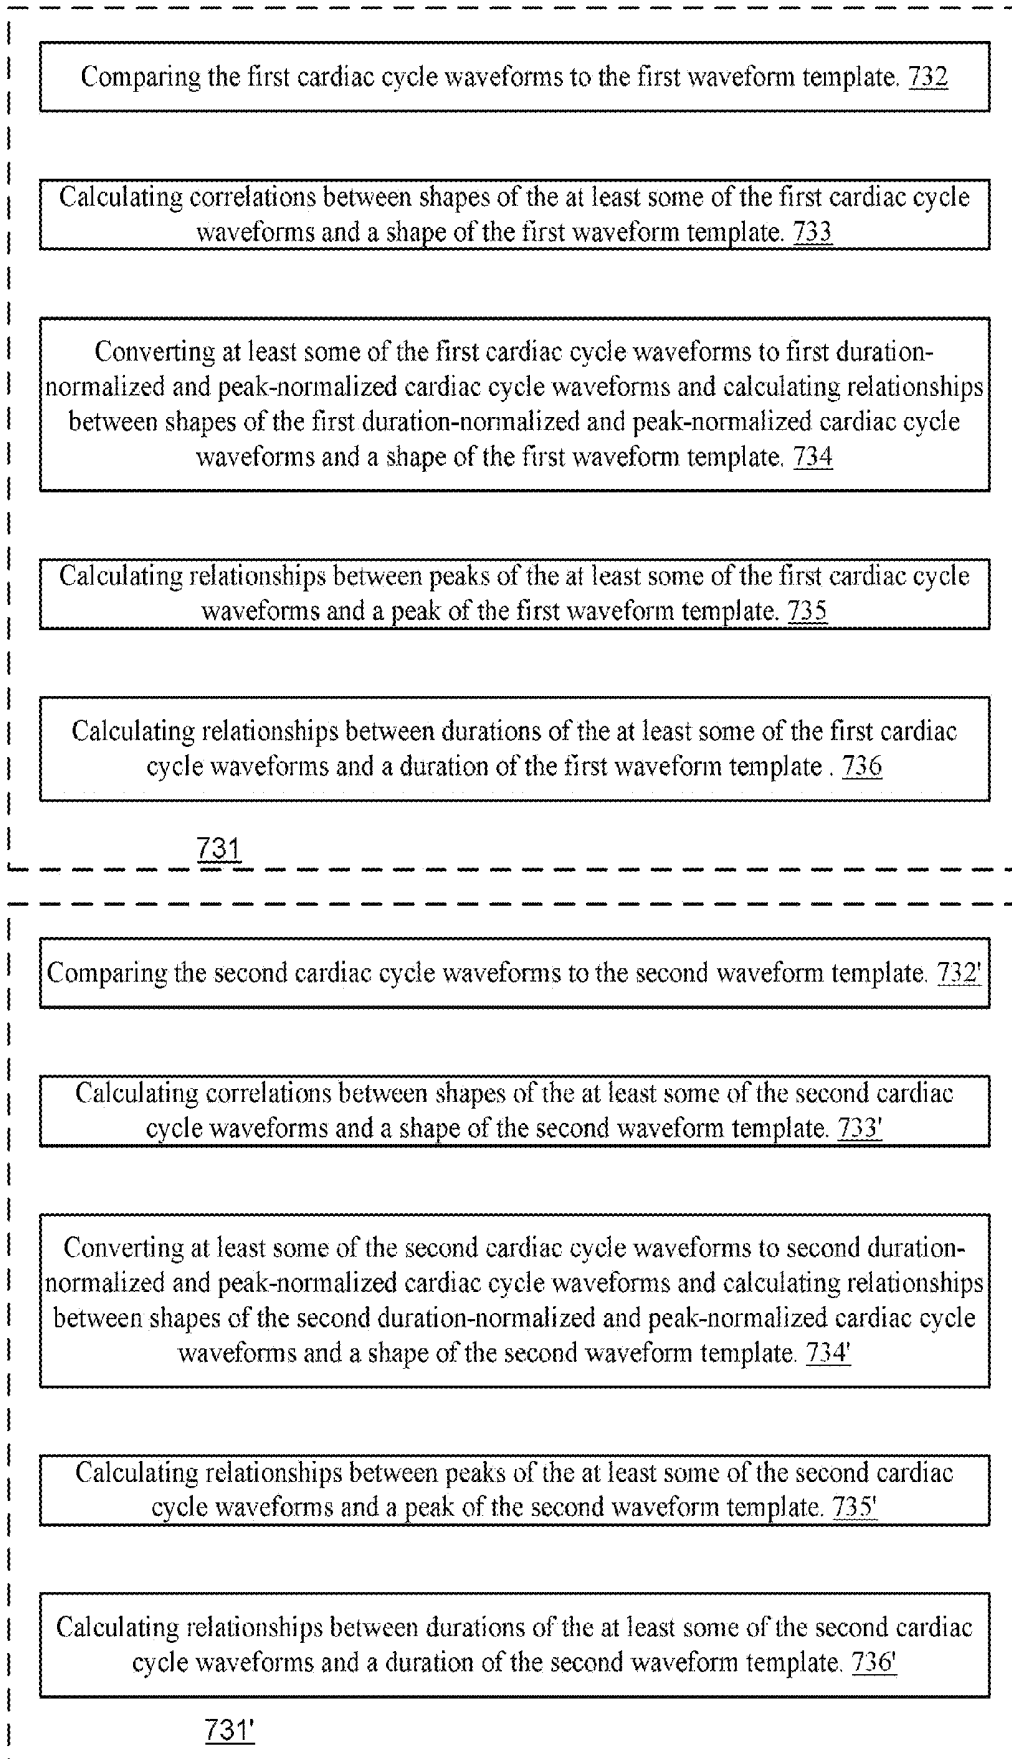 Comparing the first cardiac cycle waveforms to the first waveform template. 732
Calculating correlations between shapes of the at least some of the first cardiac cycle
waveforms and a shape of the first waveform template. 733
Converting at least some of the first cardiac cycle waveforms to first duration-
normalized and peak-normalized cardiac cycle waveforms and calculating relationships
between shapes of the first duration-normalized and peak-normalized cardiac cycle
waveforms and a shape of the first waveform template. 734
Calculating relationships between peaks of the at least some of the first cardiac cycle
waveforms and a peak of the first waveform template. 735
Calculating relationships between durations of the at least some of the first cardiac
cycle waveforms and a duration of the first waveform template . 736
731
Comparing the second cardiac cycle waveforms to the second waveform template. 732'
Calculating correlations between shapes of the at least some of the second cardiac
cycle waveforms and a shape of the second waveform template. 733'
Converting at least some of the second cardiac cycle waveforms to second duration-
normalized and peak-normalized cardiac cycle waveforms and calculating relationships
between shapes of the second duration-normalized and peak-normalized cardiac cycle
waveforms and a shape of the second waveform template. 734'
Calculating relationships between peaks of the at least some of the second cardiac
cycle waveforms and a peak of the second waveform template. 735'
Calculating relationships between durations of the at least some of the second cardiac
cycle waveforms and a duration of the second waveform template. 736'
731'